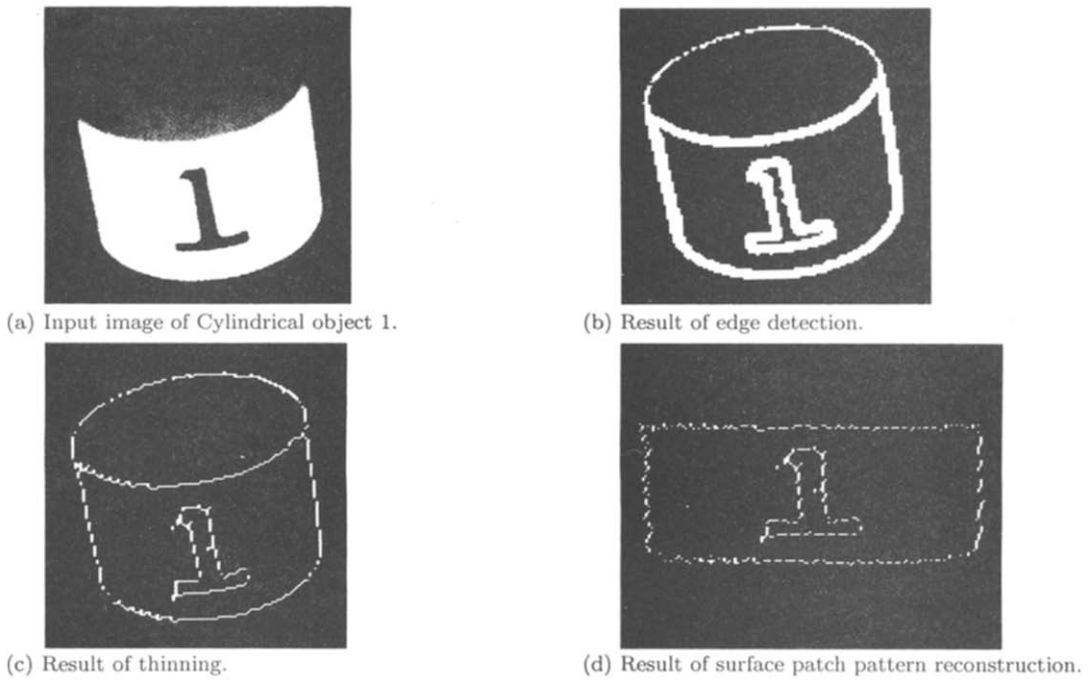 1
1
(a) Input image of Cylindrical object 1.
(b) Result of edge detection.
1
1
(c) Result of thinning.
(d) Result of surface patch pattern reconstruction.